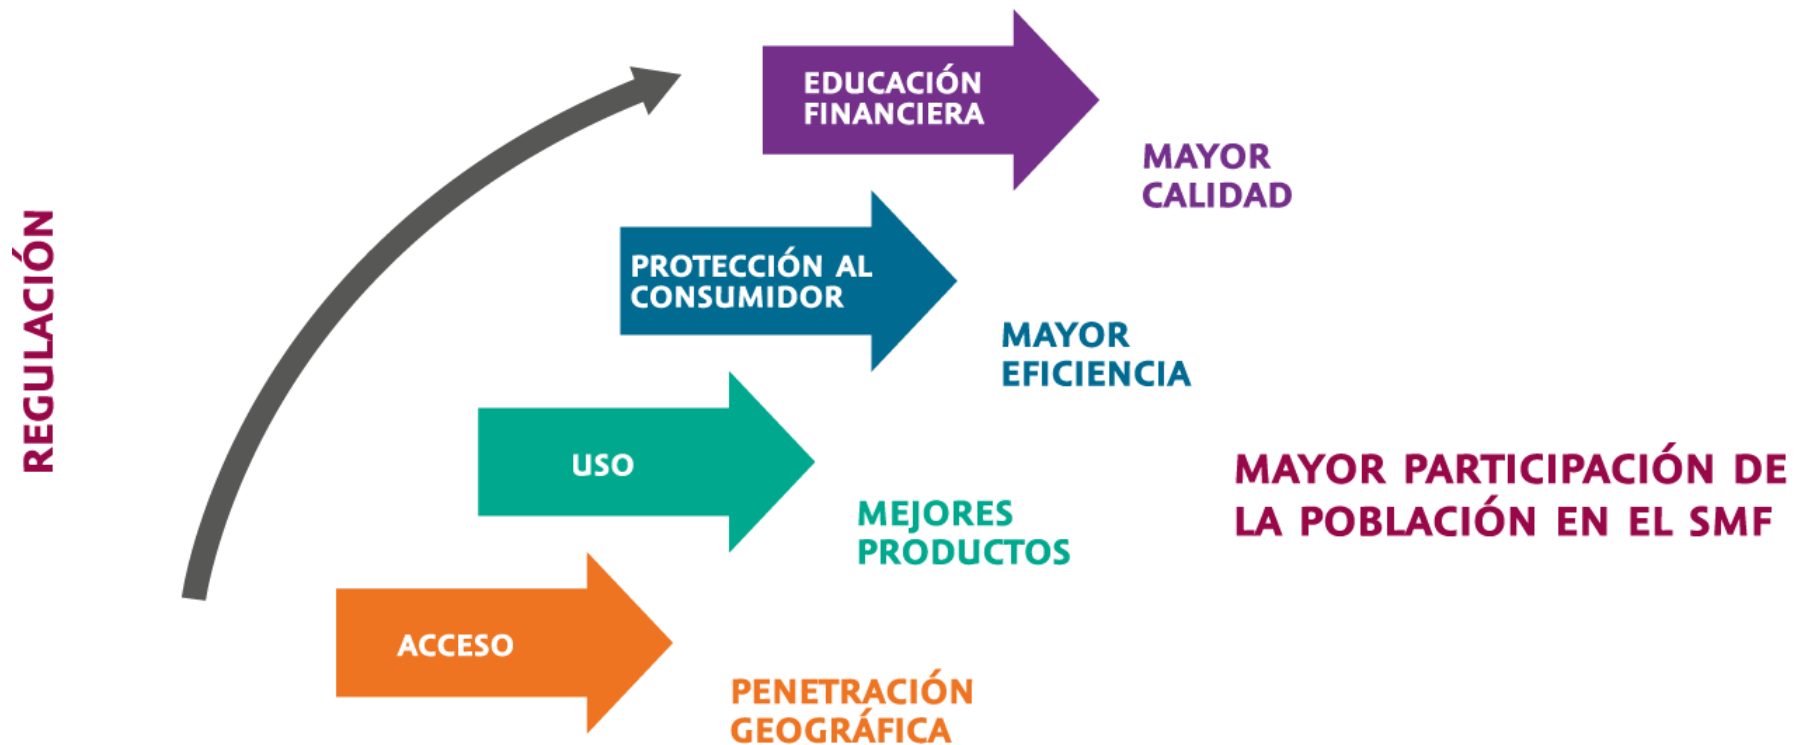 REGULACIÓN
EDUCACIÓN
FINANCIERA
MAYOR
CALIDAD
PROTECCIÓN AL
CONSUMIDOR
MAYOR
EFICIENCIA
USO
MEJORES
PRODUCTOS
ACCESO
PENETRACIÓN
GEOGRÁFICA
MAYOR PARTICIPACIÓN DE
LA POBLACIÓN EN EL SMF